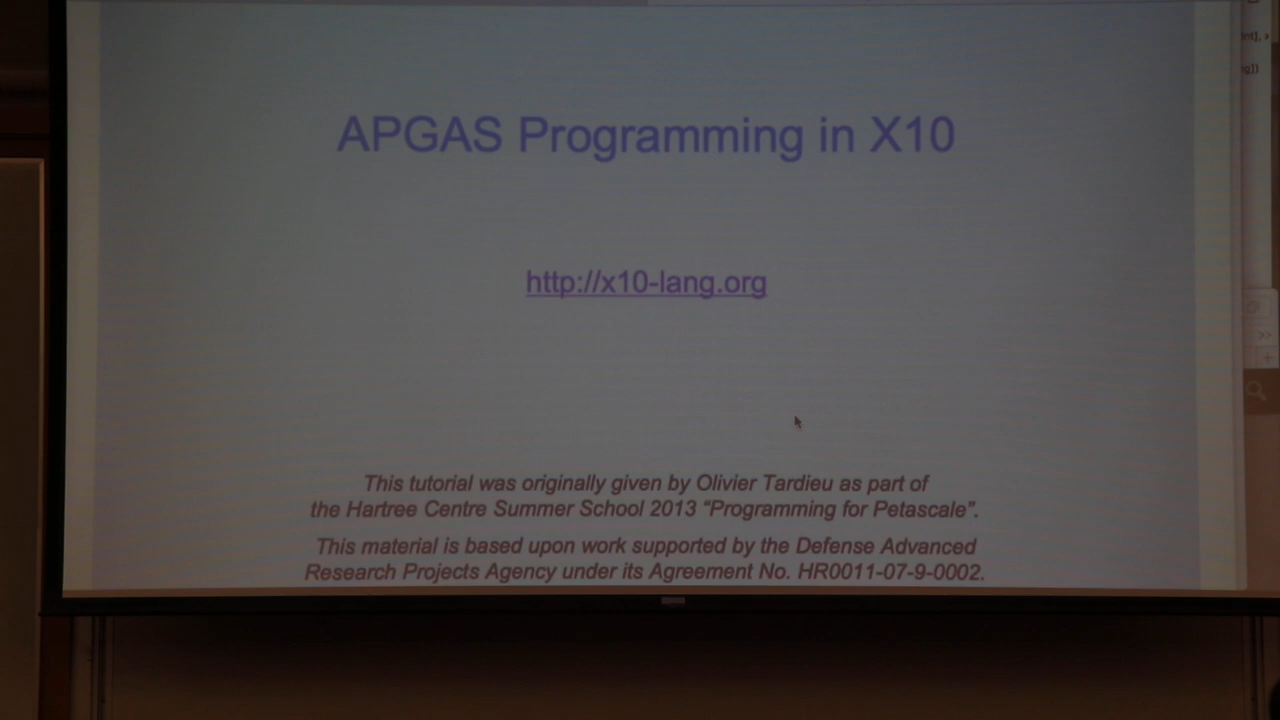 APGAS Programming in X10
http://x10-lang.org
This tutorial was originally given by Olivier Tardieu as part of
the Hartree Centre Summer School 2013 “Programming for Petascale”.
This material is based upon work supported by the Defense Advanced
Research Projects Agency under its Agreement No. HR0011-07-9-0002.